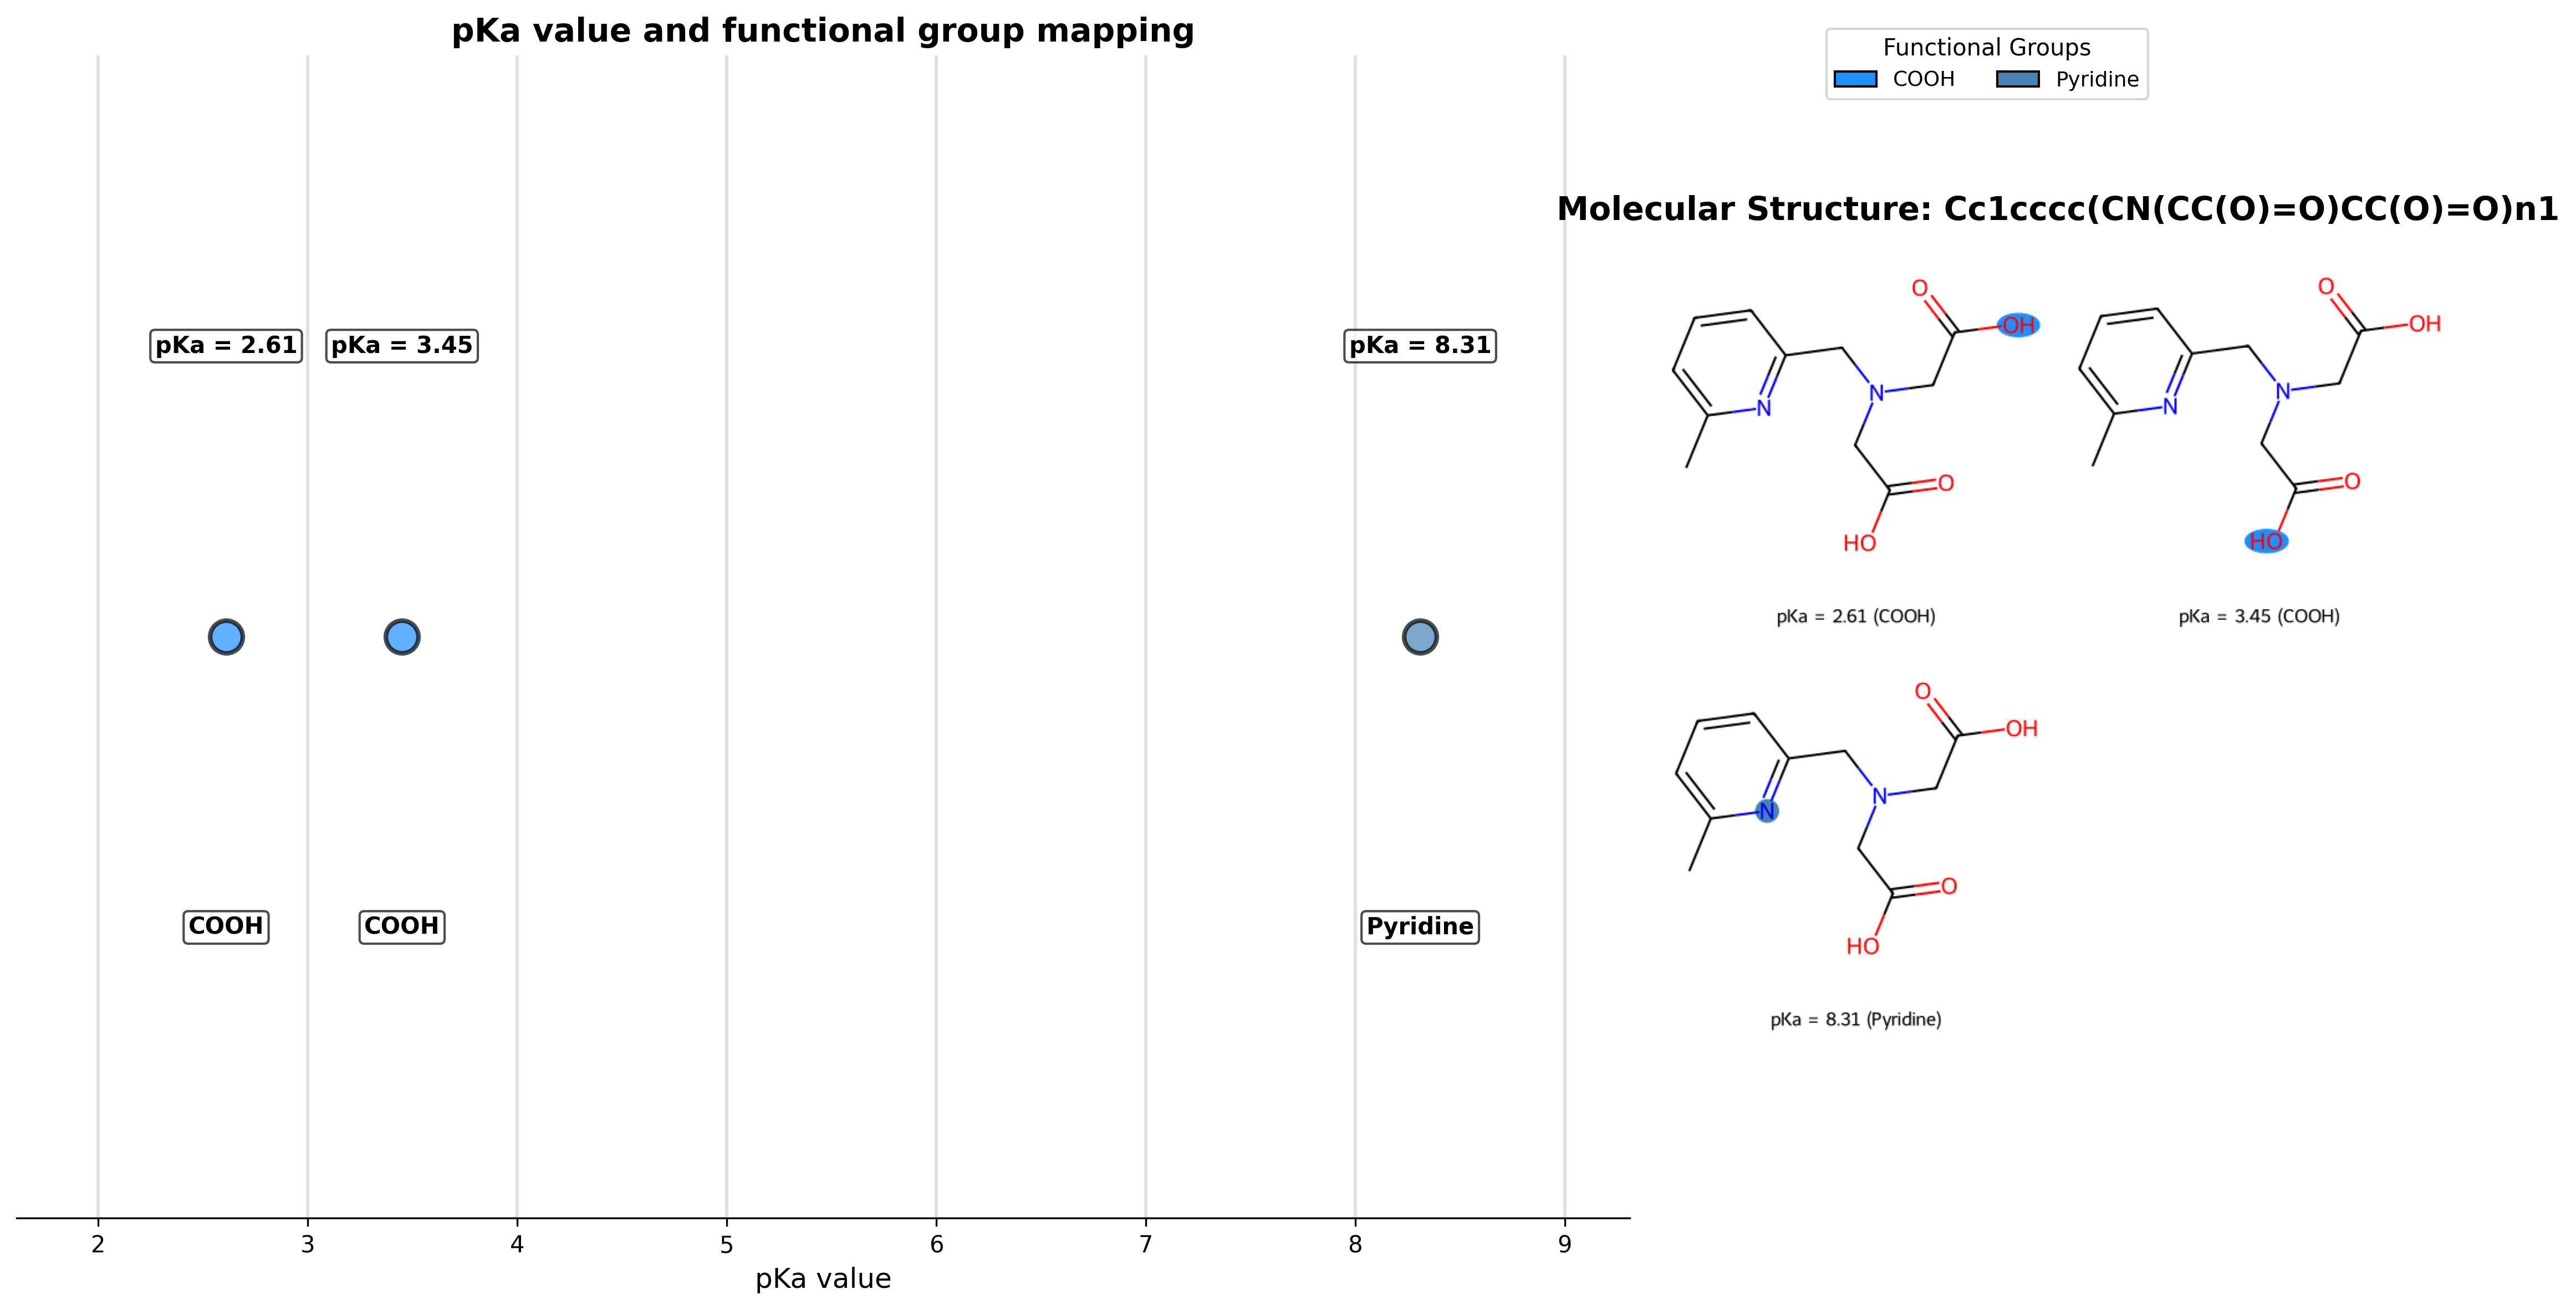 pKa value and functional group mapping
Functional Groups
COOH Pyridine
Molecular Structure: Cc1cccc(CN(CC(O)=O)CC(O)=O)n1
pKa = 2.61
pKa = 3.45
pKa = 8.31
COOH
COOH
Pyridine
2 3 4 5 6 7 8 9
pKa value
O
OH
N
N
O
HO
pKa = 2.61 (COOH)
O
OH
N
N
O
HO
pKa = 3.45 (COOH)
O
OH
N
N
O
HO
pKa = 8.31 (Pyridine)